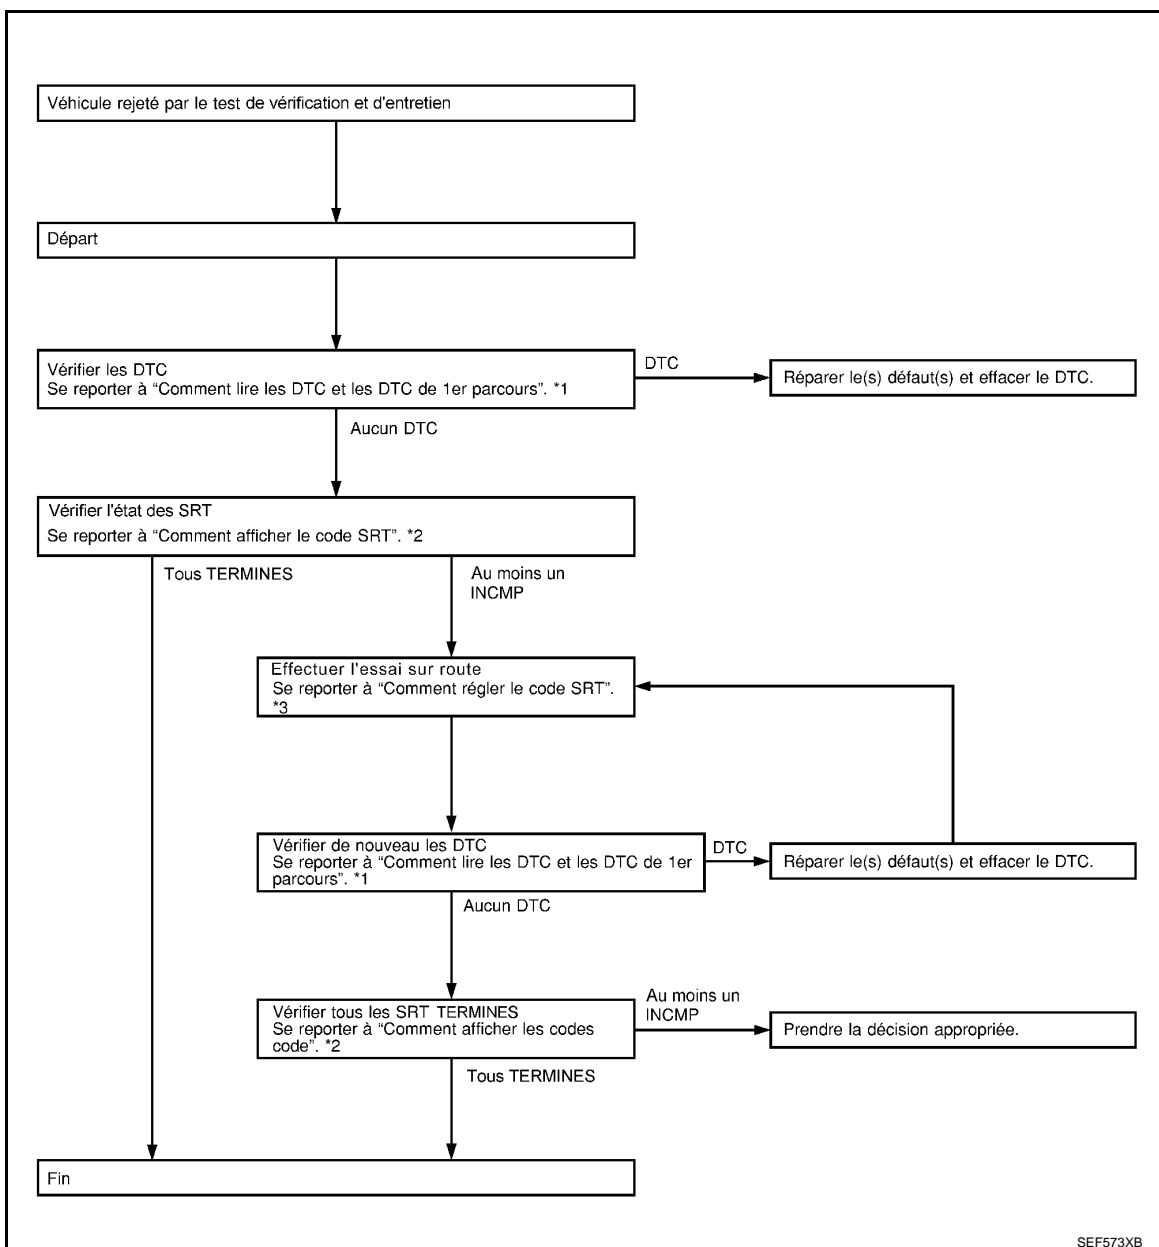 Véhicule rejeté par le test de vérification et d'entretien
Départ
Vérifier les DTC
Se reporter à “Comment lire les DTC et les DTC de 1er parcours”. *1
DTC
Réparer le(s) défaut(s) et effacer le DTC.
Aucun DTC
Vérifier l'état des SRT
Se reporter à “Comment afficher le code SRT”. *2
Tous TERMINES
Au moins un
INCMP
Effectuer l'essai sur route
Se reporter à “Comment régler le code SRT”.
*3
Vérifier de nouveau les DTC
Se reporter à “Comment lire les DTC et les DTC de 1er
parcours”. *1
DTC
Réparer le(s) défaut(s) et effacer le DTC.
Aucun DTC
Vérifier tous les SRT TERMINES
Se reporter à “Comment afficher les codes
code”. *2
Au moins un
INCMP
Prendre la décision appropriée.
Tous TERMINES
Fin
SEF573XB